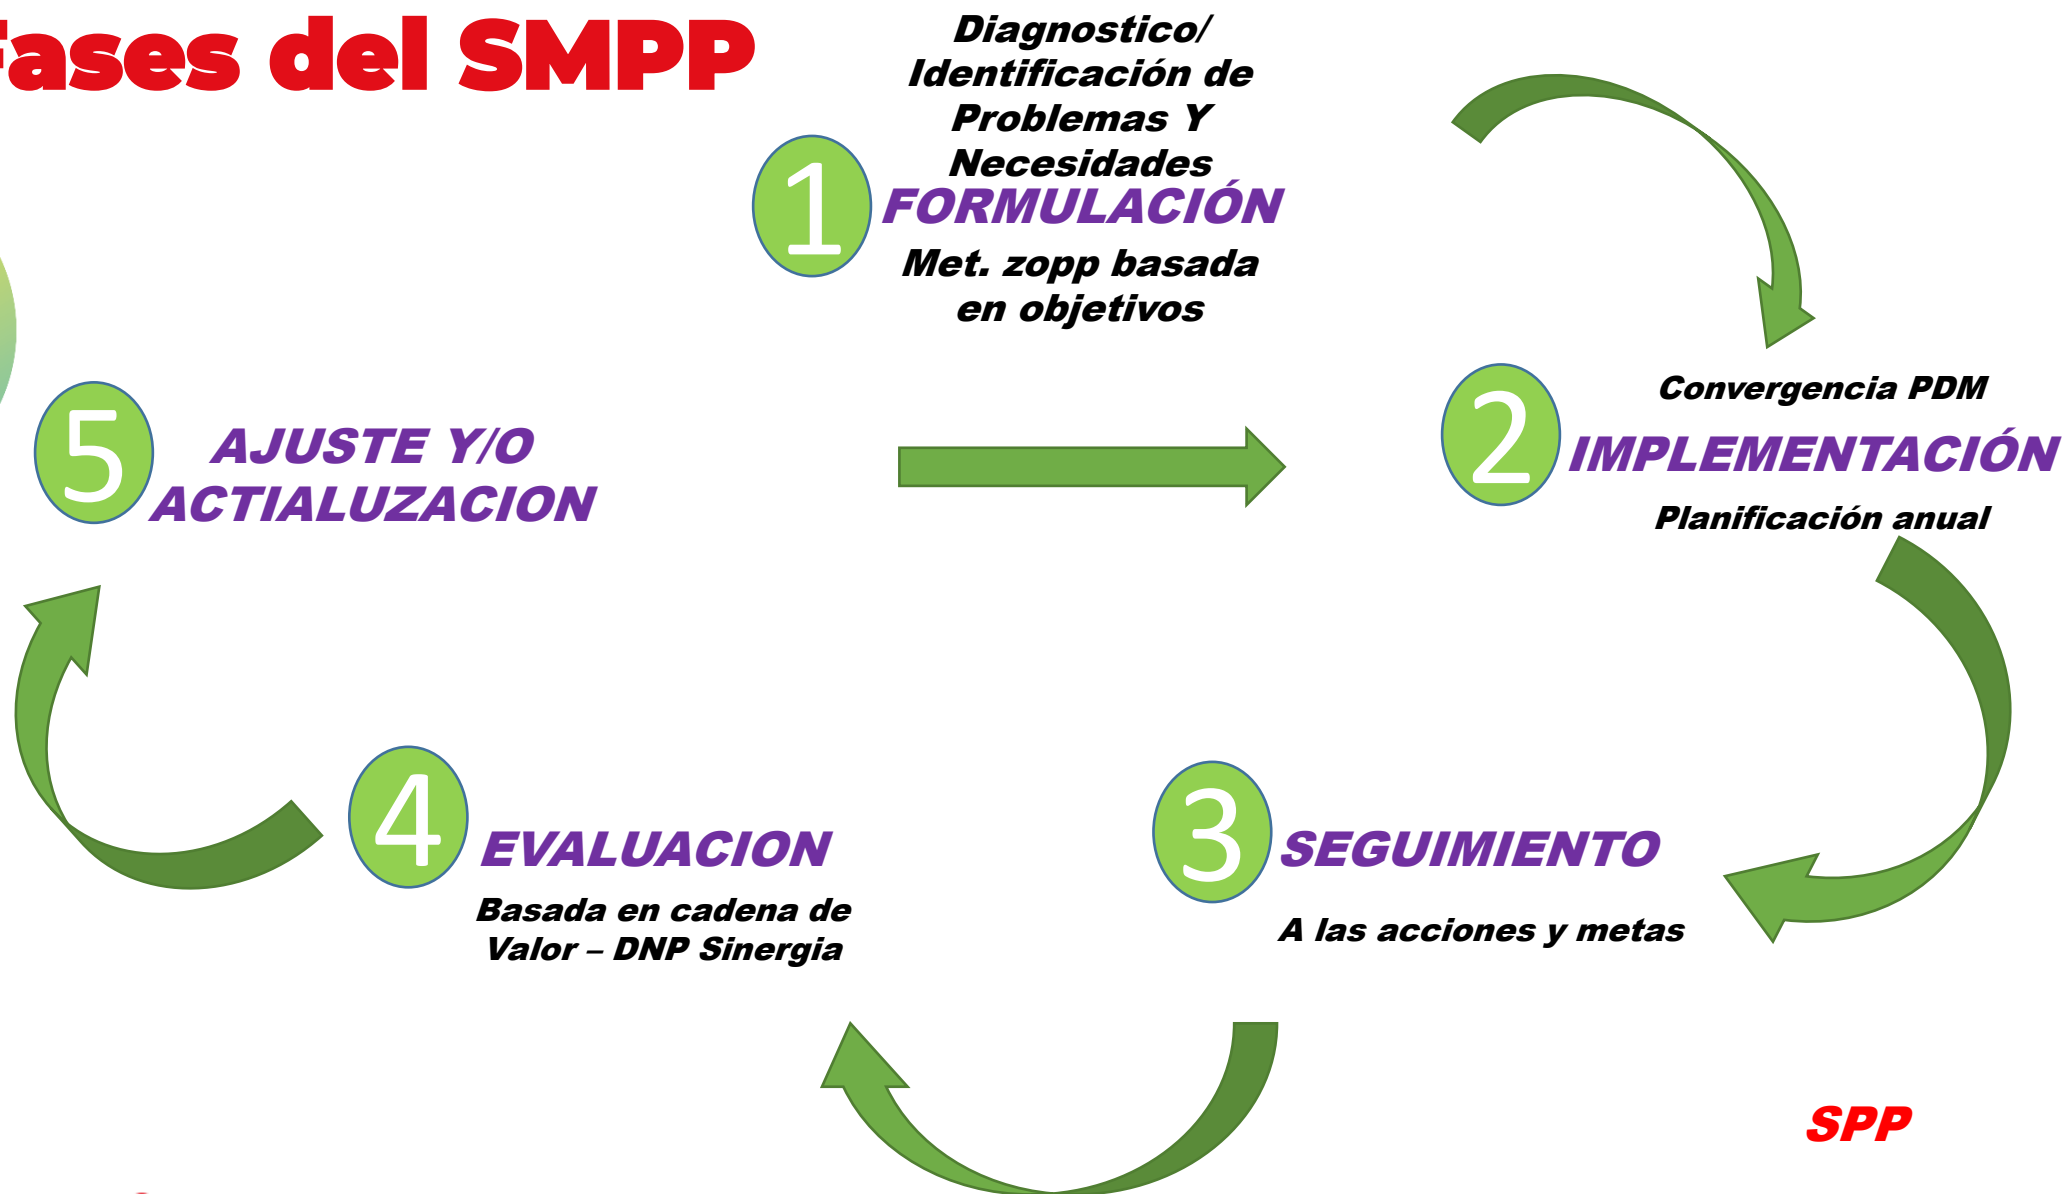 Fases del SMPP
Diagnostico/
Identificación de
Problemas Y
Necesidades
1
FORMULACIÓN
Met. zopp basada
en objetivos
2
Convergencia PDM
IMPLEMENTACIÓN
Planificación anual
5
AJUSTE Y/O
ACTIALUZACION
4
EVALUACION
Basada en cadena de
Valor – DNP Sinergia
3
SEGUIMIENTO
A las acciones y metas
SPP